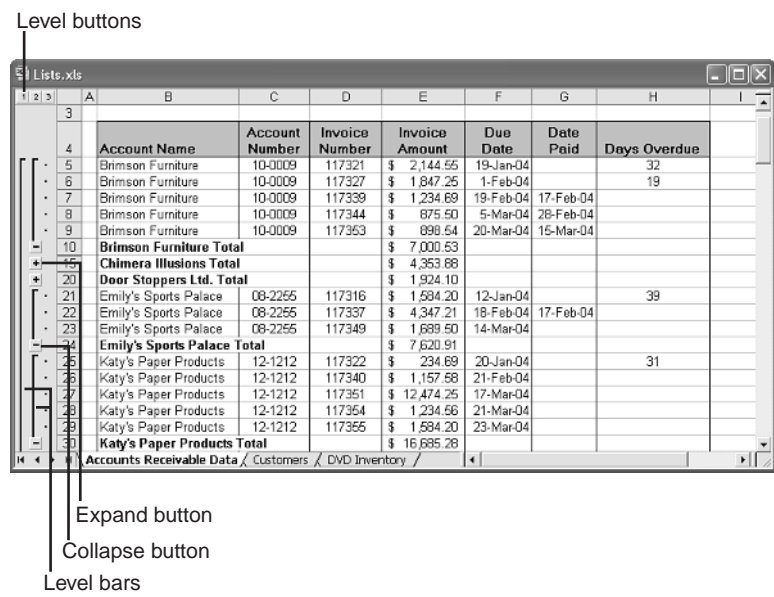 Level buttons
Lists.xls
1 2 3 A B C D E F G H I
3
4 Account Name Account Number Invoice Number Invoice Amount Due Date Date Paid Days Overdue
5 Brimson Furniture 10-0009 117321 $ 2,144.55 19-Jan-04 32
6 Brimson Furniture 10-0009 117327 $ 1,847.25 1-Feb-04 19
7 Brimson Furniture 10-0009 117339 $ 1,234.69 19-Feb-04 17-Feb-04
8 Brimson Furniture 10-0009 117344 $ 875.50 5-Mar-04 28-Feb-04
9 Brimson Furniture 10-0009 117353 $ 898.54 20-Mar-04 15-Mar-04
10 Brimson Furniture Total $ 7,000.53
15 Chimera Illusions Total $ 4,353.88
20 Door Stoppers Ltd. Total $ 1,924.10
21 Emily's Sports Palace 08-2255 117316 $ 1,584.20 12-Jan-04 39
22 Emily's Sports Palace 08-2255 117337 $ 4,347.21 18-Feb-04 17-Feb-04
23 Emily's Sports Palace 08-2255 117349 $ 1,689.50 14-Mar-04
24 Emily's Sports Palace Total $ 7,620.91
25 Katy's Paper Products 12-1212 117322 $ 234.69 20-Jan-04 31
26 Katy's Paper Products 12-1212 117340 $ 1,157.58 21-Feb-04
27 Katy's Paper Products 12-1212 117351 $ 12,474.25 17-Mar-04
28 Katy's Paper Products 12-1212 117354 $ 1,234.56 21-Mar-04
29 Katy's Paper Products 12-1212 117355 $ 1,584.20 23-Mar-04
30 Katy's Paper Products Total $ 16,685.28
Accounts Receivable Data / Customers / DVD Inventory /
Expand button
Collapse button
Level bars